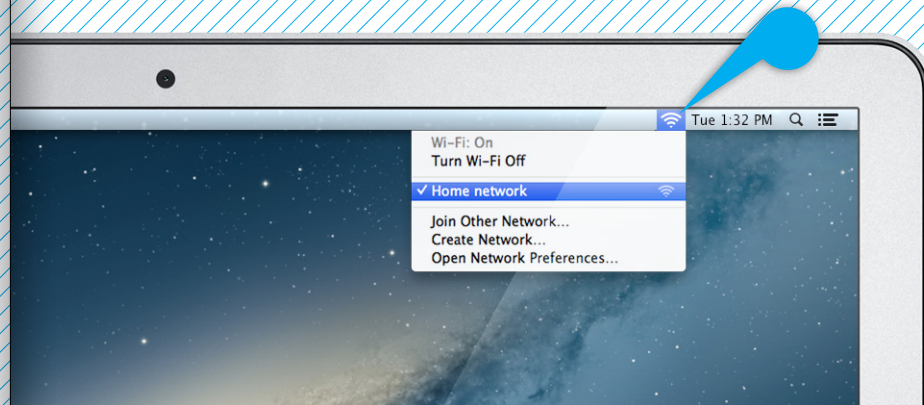 Tue 1:32 PM
Wi-Fi: On
Turn Wi-Fi Off
Home network
Join Other Network...
Create Network...
Open Network Preferences...